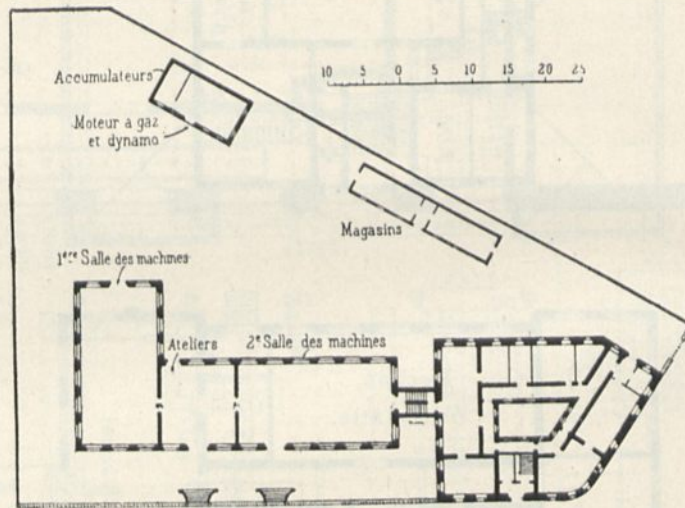 Accumulateurs
10 5 0 5 10 15 20 25
Moteur à gaz
et dynamo
Magasins
1ère Salle des machines
Ateliers
2e Salle des machines